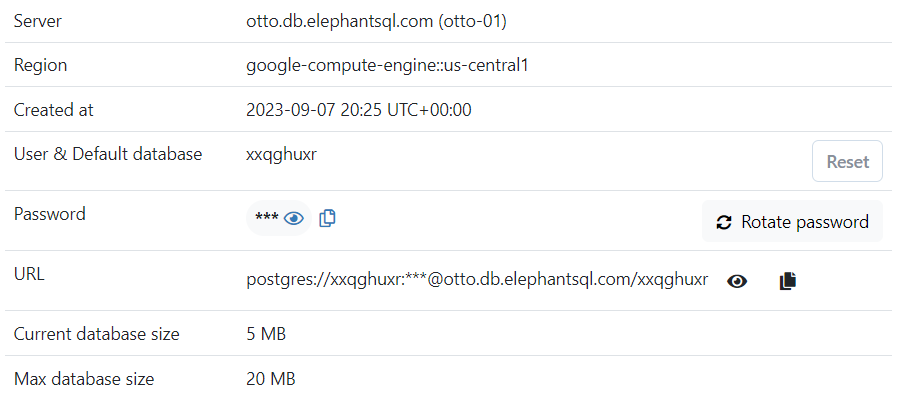 Server otto.db.elephantsql.com (otto-01)
Region google-compute-engine::us-central1
Created at 2023-09-07 20:25 UTC+00:00
User & Default database xxqghuxr Reset
Password *** Rotate password
URL postgres://xxqghuxr:***@otto.db.elephantsql.com/xxqghuxr
Current database size 5 MB
Max database size 20 MB